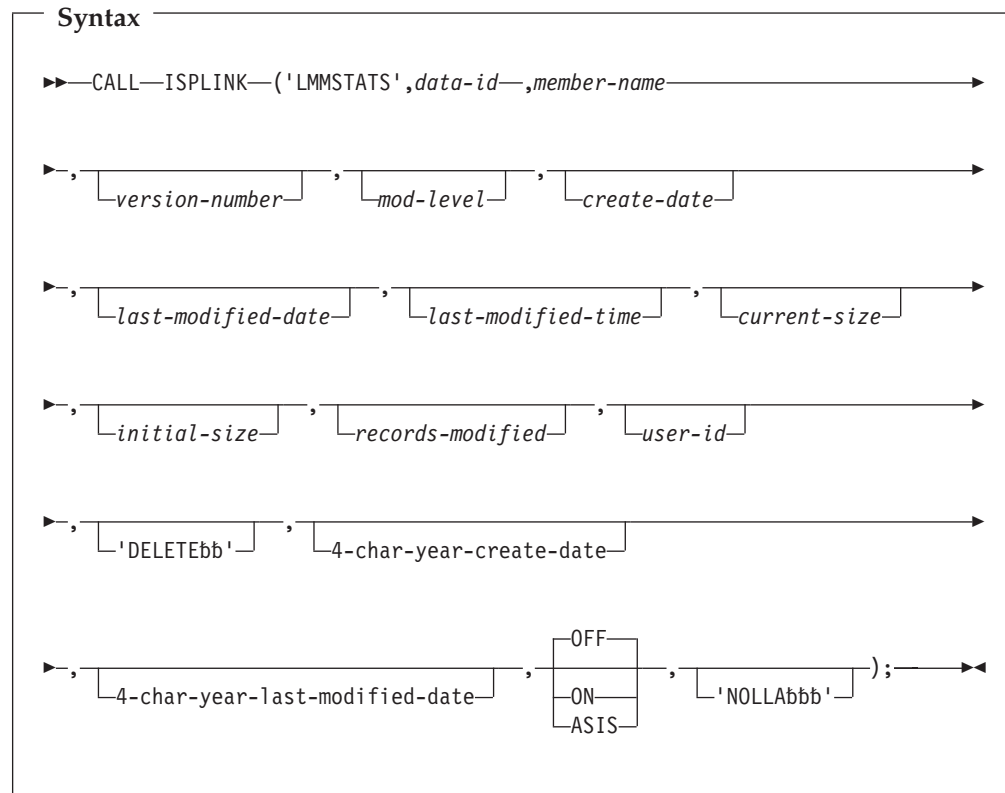 Syntax
CALL ISPLINK ('LMMSTATS',data-id ,member-name
, version-number , mod-level , create-date
, last-modified-date , last-modified-time , current-size
, initial-size , records-modified , user-id
, 'DELETEƀƀ' , 4-char-year-create-date
OFF
, 4-char-year-last-modified-date , ON , 'NOLLAƀƀƀ' );
ASIS